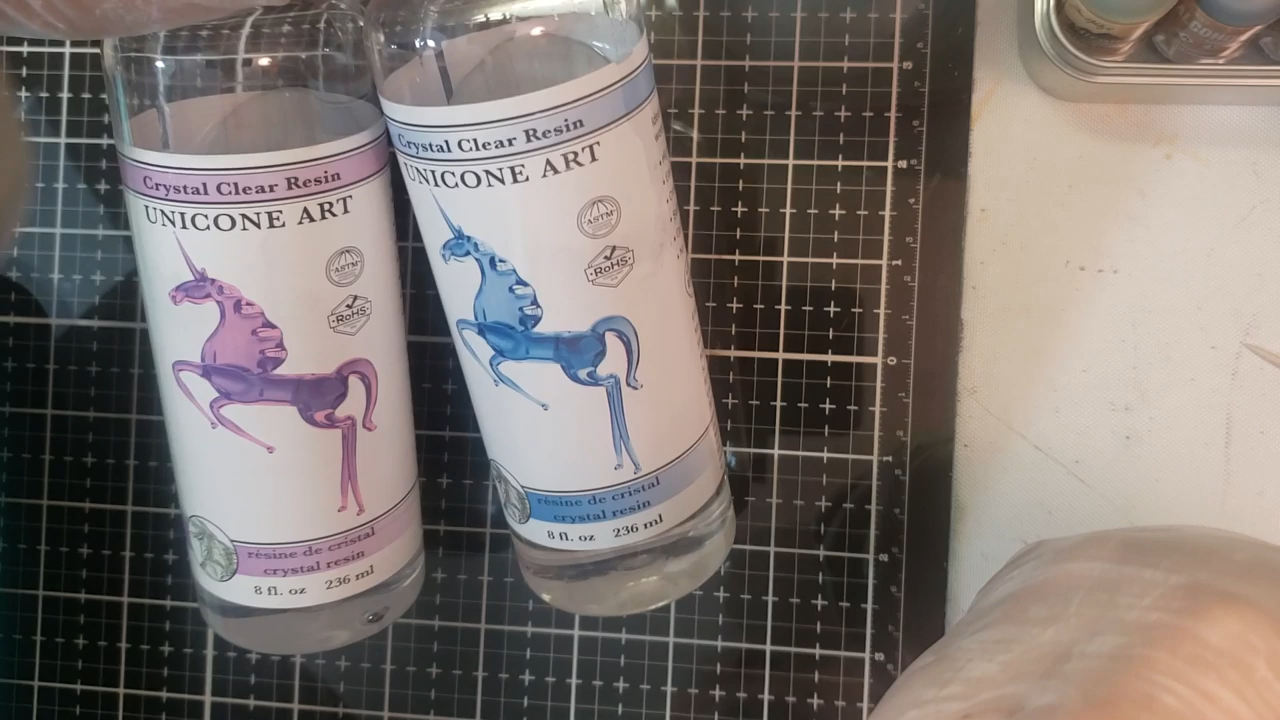 Crystal Clear Resin
UNICONE ART
ASTM
RoHS
résine de cristal
crystal resin
8 fl. oz 236 ml
Crystal Clear Resin
UNICONE ART
ASTM
RoHS
résine de cristal
crystal resin
8 fl. oz 236 ml